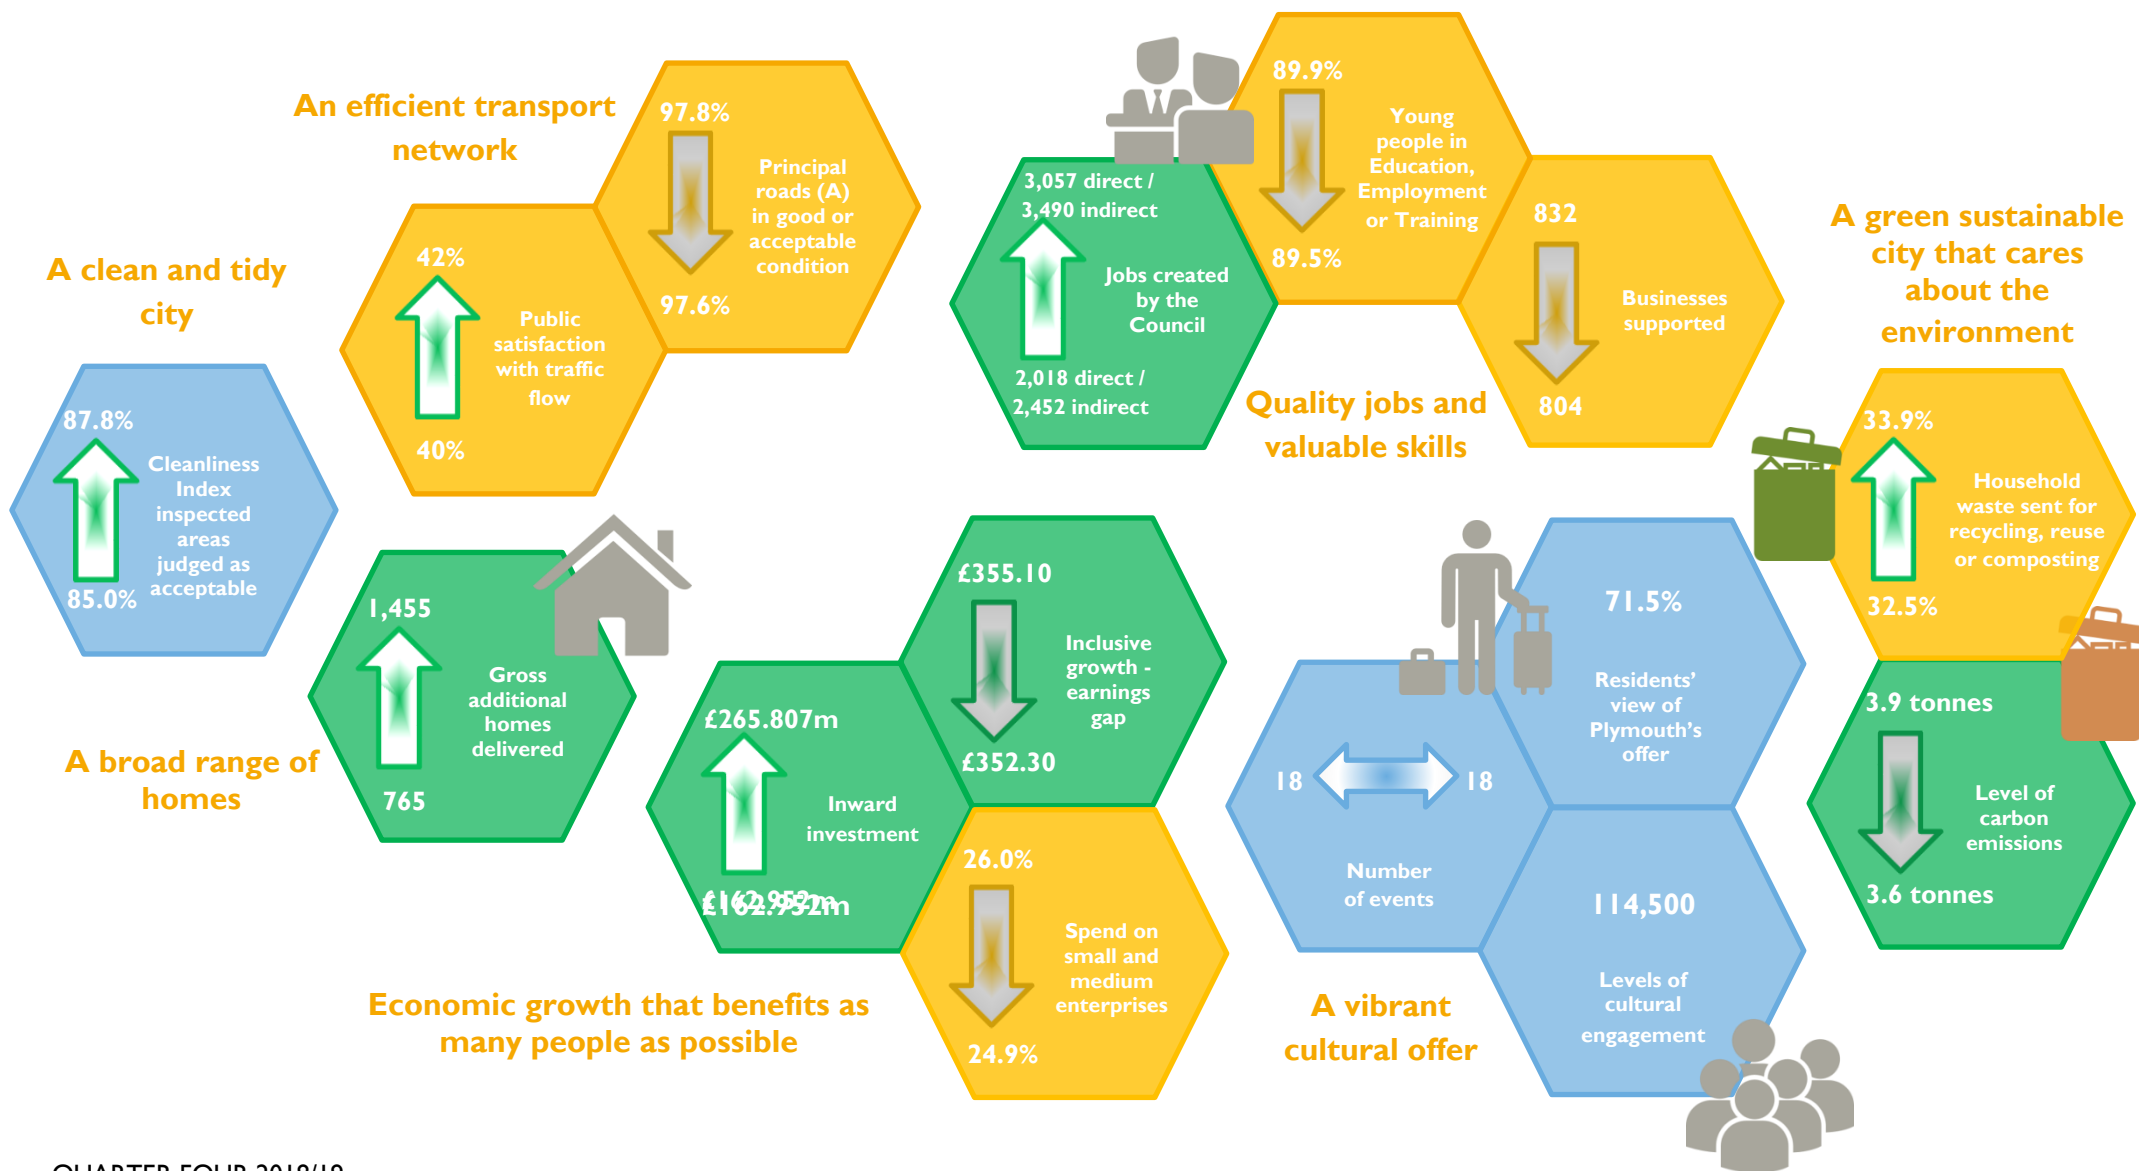 An efficient transport
network
97.8%
Principal
roads (A)
in good or
acceptable
condition
97.6%
42%
Public
satisfaction
with traffic
flow
40%
A clean and tidy
city
87.8%
Cleanliness
Index
inspected
areas
judged as
acceptable
85.0%
89.9%
Young
people in
Education,
Employment
or Training
89.5%
3,057 direct /
3,490 indirect
Jobs created
by the
Council
2,018 direct /
2,452 indirect
832
Businesses
supported
804
Quality jobs and
valuable skills
A green sustainable
city that cares
about the
environment
33.9%
Household
waste sent for
recycling, reuse
or composting
32.5%
3.9 tonnes
Level of
carbon
emissions
3.6 tonnes
1,455
Gross
additional
homes
delivered
765
A broad range of
homes
£355.10
Inclusive
growth -
earnings
gap
£352.30
£265.807m
Inward
investment
£162.952m
£162.952m
26.0%
Spend on
small and
medium
enterprises
24.9%
Economic growth that benefits as
many people as possible
71.5%
Residents'
view of
Plymouth's
offer
18
18
Number
of events
114,500
Levels of
cultural
engagement
A vibrant
cultural offer
QUARTER FOUR 2018/19